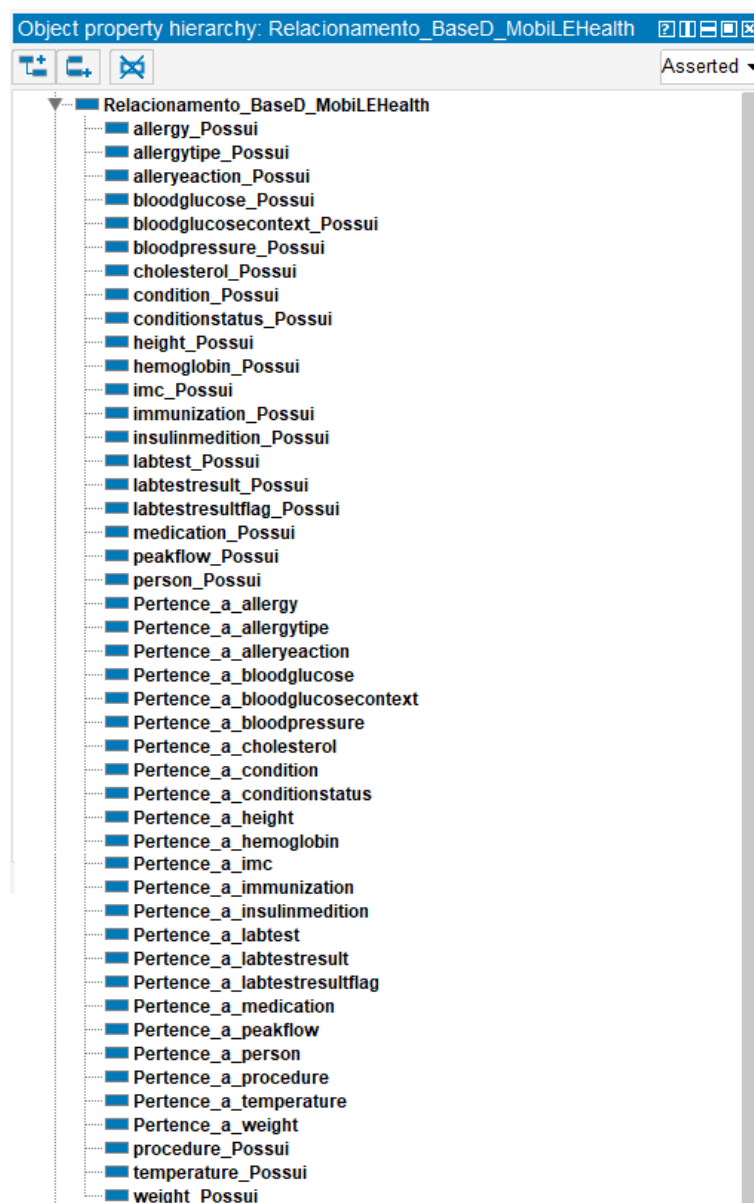 Object property hierarchy: Relacionamento_BaseD_MobiLEHealth
Asserted
Relacionamento_BaseD_MobiLEHealth
allergy_Possui
allergytipe_Possui
alleryeaction_Possui
bloodglucose_Possui
bloodglucosecontext_Possui
bloodpressure_Possui
cholesterol_Possui
condition_Possui
conditionstatus_Possui
height_Possui
hemoglobin_Possui
imc_Possui
immunization_Possui
insulinmedition_Possui
labtest_Possui
labtestresult_Possui
labtestresultflag_Possui
medication_Possui
peakflow_Possui
person_Possui
Pertence_a_allergy
Pertence_a_allergytipe
Pertence_a_alleryeaction
Pertence_a_bloodglucose
Pertence_a_bloodglucosecontext
Pertence_a_bloodpressure
Pertence_a_cholesterol
Pertence_a_condition
Pertence_a_conditionstatus
Pertence_a_height
Pertence_a_hemoglobin
Pertence_a_imc
Pertence_a_immunization
Pertence_a_insulinmedition
Pertence_a_labtest
Pertence_a_labtestresult
Pertence_a_labtestresultflag
Pertence_a_medication
Pertence_a_peakflow
Pertence_a_person
Pertence_a_procedure
Pertence_a_temperature
Pertence_a_weight
procedure_Possui
temperature_Possui
weight_Possui